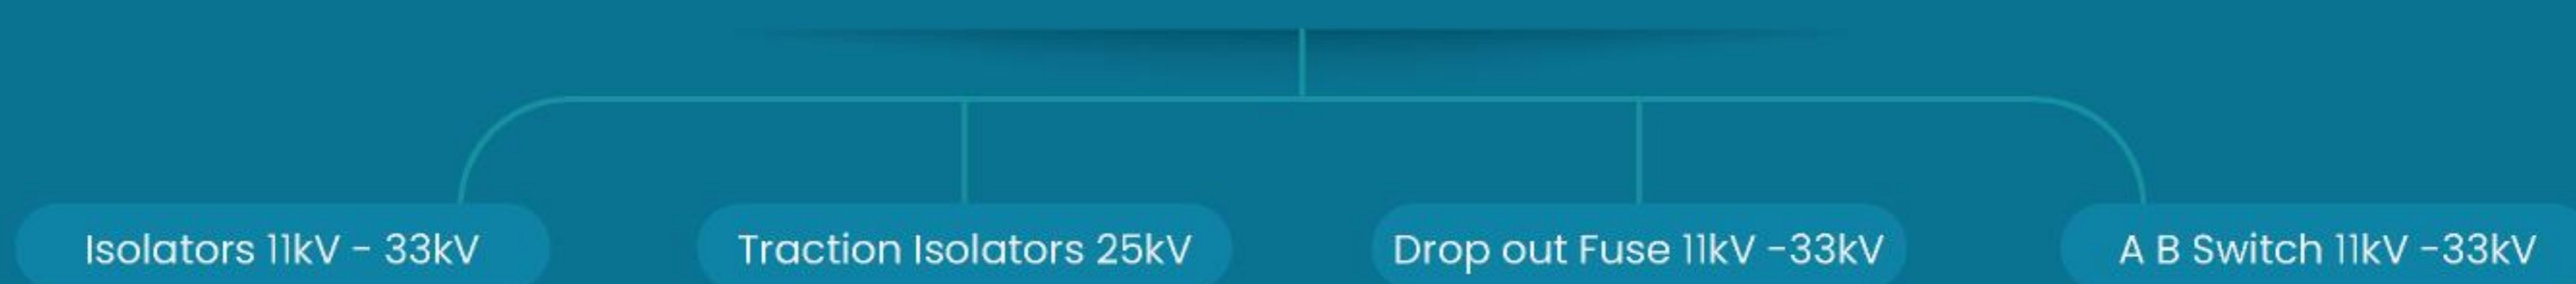 Isolators 11kV - 33kV
Traction Isolators 25kV
Drop out Fuse 11kV -33kV
A B Switch 11kV -33kV